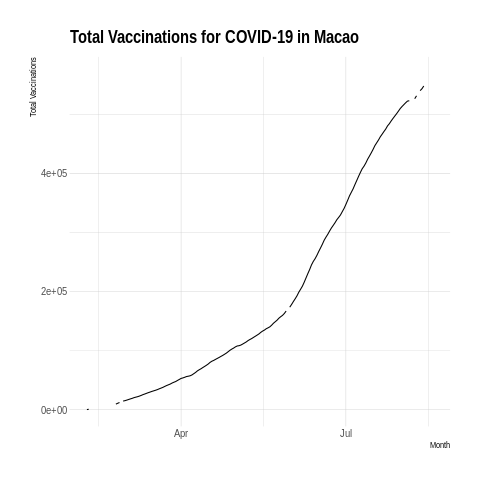 Total Vaccinations for COVID-19 in Macao
Total Vaccinations
4e+05
2e+05
0e+00
Apr
Jul
Month